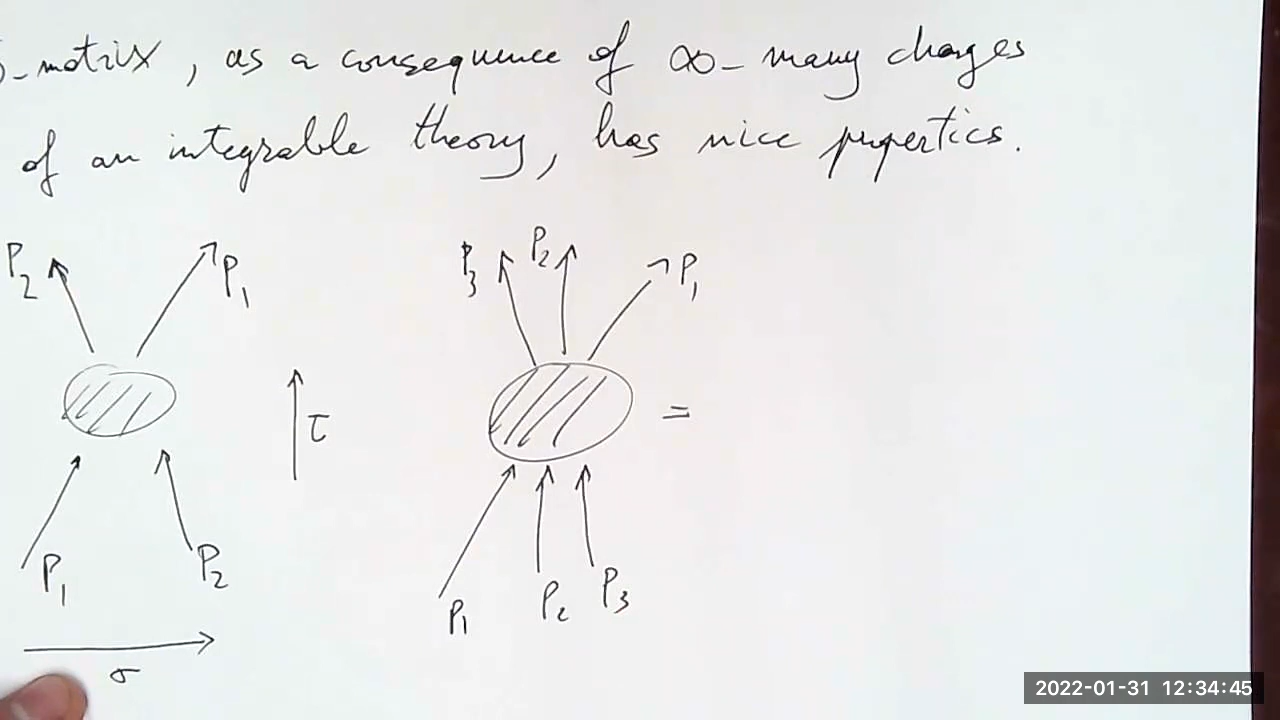 S-matrix, as a consequence of ∞-many charges
of an integrable theory, has nice properties.
P2 P1 P3 P2 P1
τ =
P1 P2 P1 P2 P3
σ
2022-01-31 12:34:45